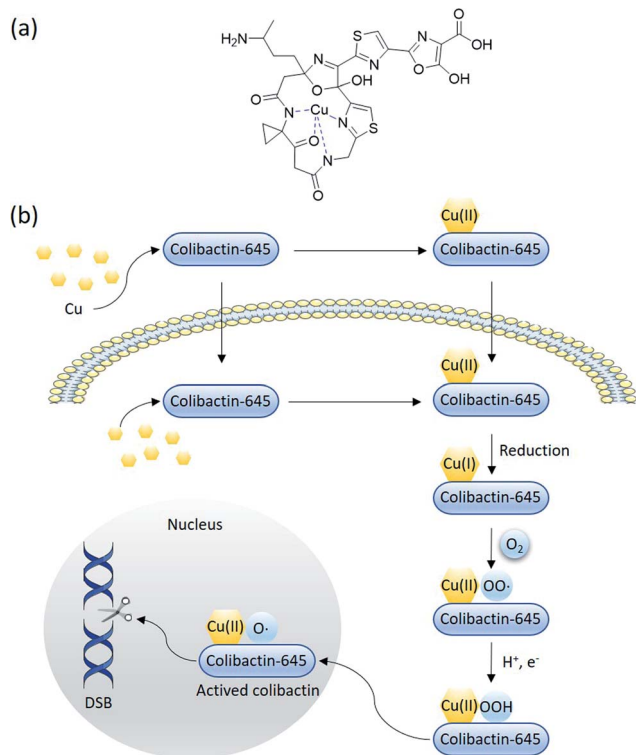 (a)
O
OH
S
N
N
O
OH
H₂N
N
O
OH
O
N
Cu
N
S
O
N
O
(b)
Cu(II)
Colibactin-645
Colibactin-645
Cu
Cu(II)
Colibactin-645
Colibactin-645
Cu(I)
Reduction
Colibactin-645
Nucleus
O₂
Cu(II) OO·
Cu(II) O·
Colibactin-645
Colibactin-645
H⁺, e⁻
Actived colibactin
DSB
Cu(II) OOH
Colibactin-645